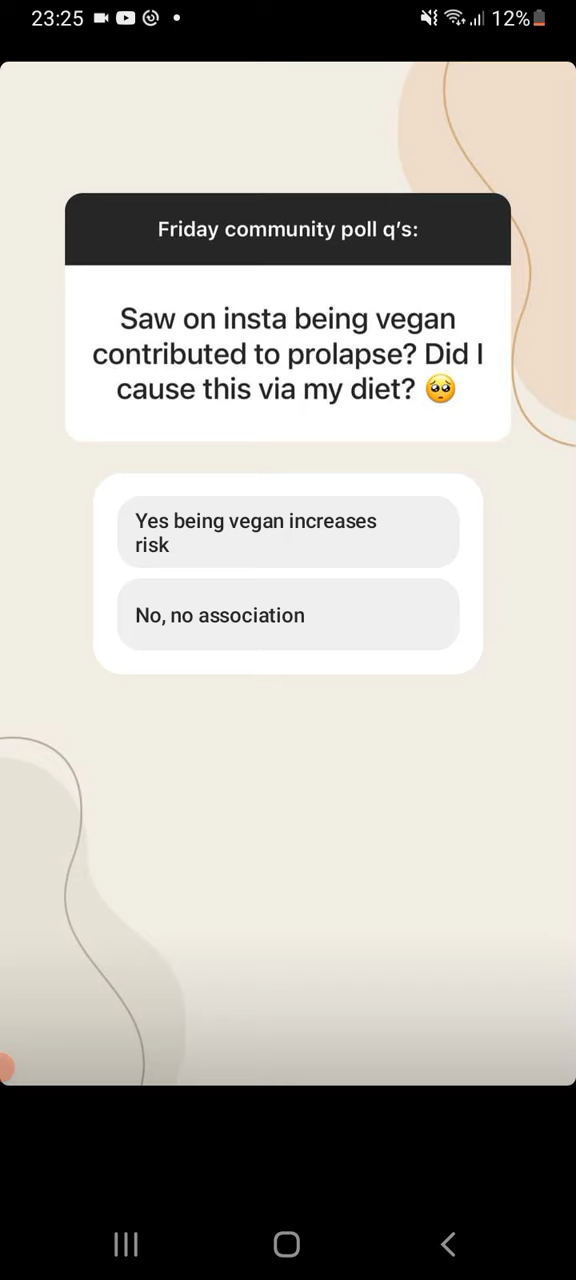 23:25
12%
Friday community poll q's:
Saw on insta being vegan
contributed to prolapse? Did I
cause this via my diet? 🥺
Yes being vegan increases
risk
No, no association